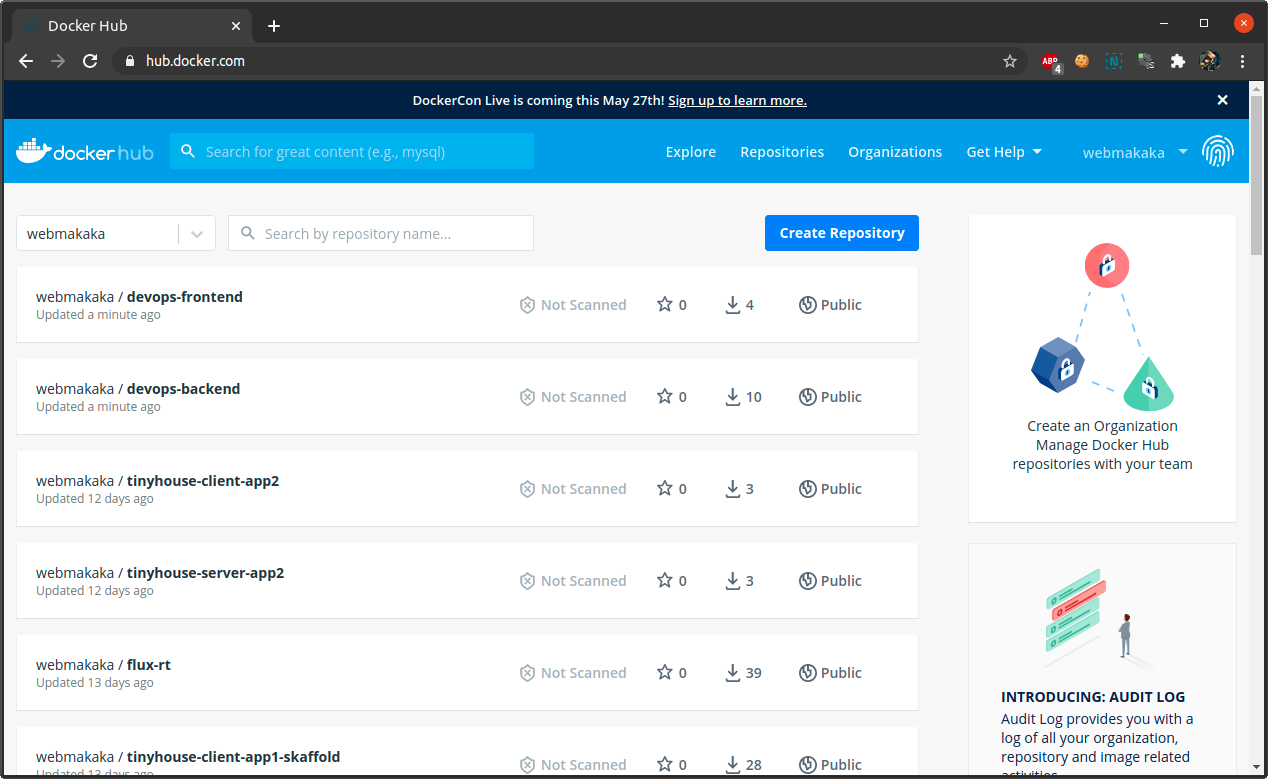 Docker Hub
hub.docker.com
ABP
4
N
DockerCon Live is coming this May 27th! Sign up to learn more.
docker hub
Search for great content (e.g., mysql)
Explore
Repositories
Organizations
Get Help
webmakaka
webmakaka
Search by repository name...
Create Repository
webmakaka / devops-frontend
Updated a minute ago
Not Scanned
0
4
Public
webmakaka / devops-backend
Updated a minute ago
Not Scanned
0
10
Public
webmakaka / tinyhouse-client-app2
Updated 12 days ago
Not Scanned
0
3
Public
webmakaka / tinyhouse-server-app2
Updated 12 days ago
Not Scanned
0
3
Public
webmakaka / flux-rt
Updated 13 days ago
Not Scanned
0
39
Public
webmakaka / tinyhouse-client-app1-skaffold
Updated 13 days ago
Not Scanned
0
28
Public
Create an Organization
Manage Docker Hub
repositories with your team
INTRODUCING: AUDIT LOG
Audit Log provides you with a
log of all your organization,
repository and image related
activities.